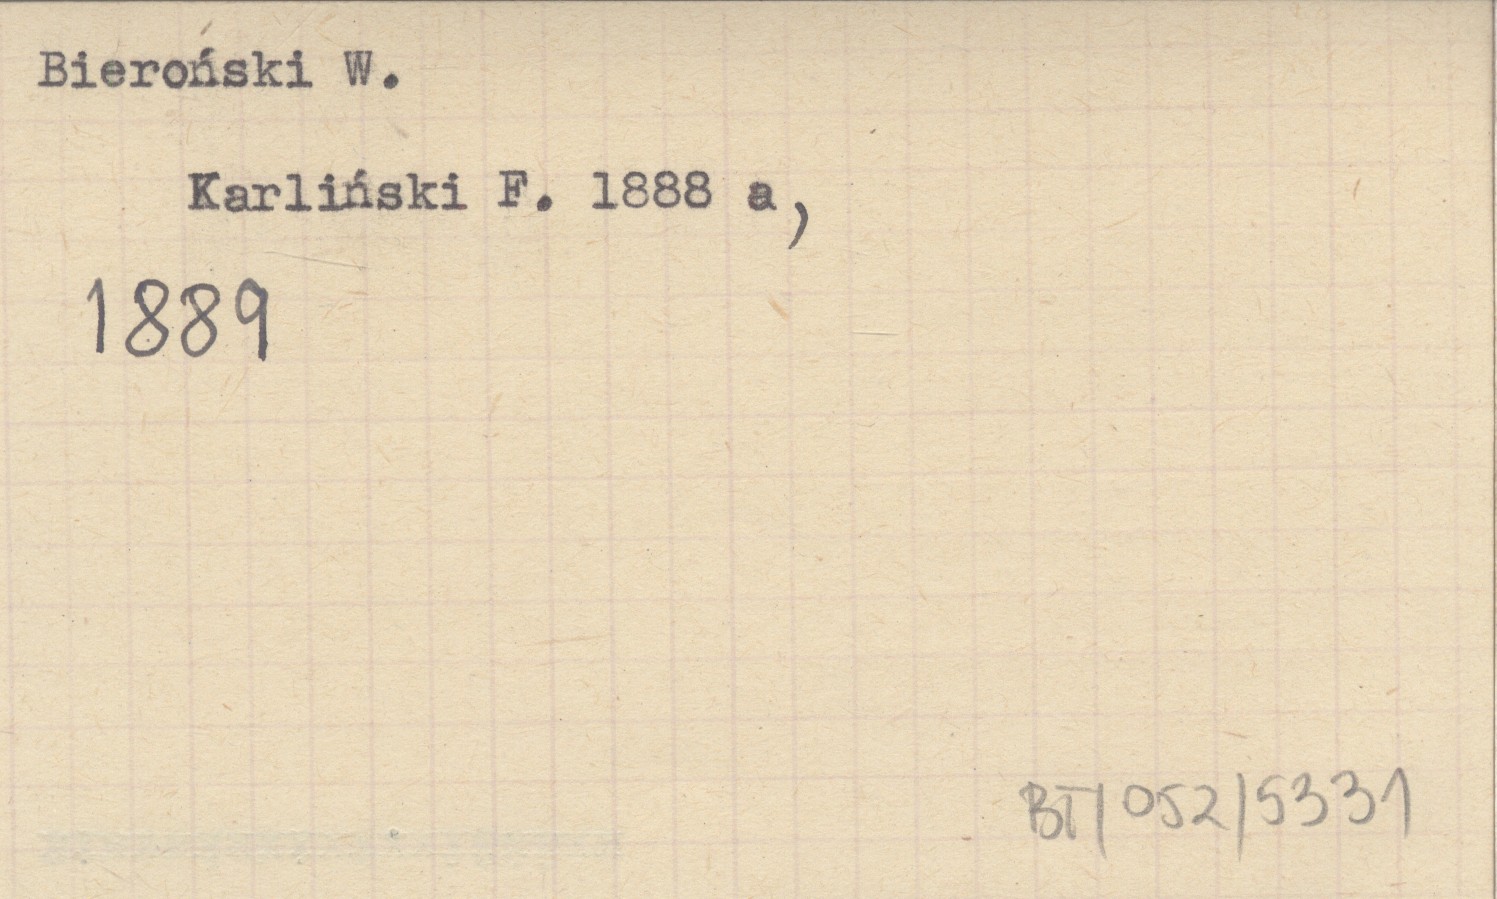 Bieroński W.
Karliński F. 1888 a,
1889
BT/052/5331